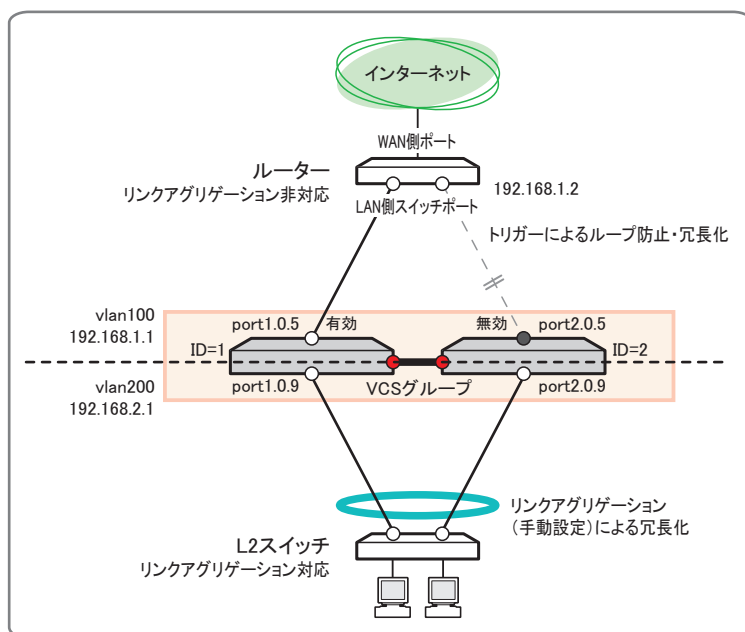 インターネット
WAN側ポート
ルーター
リンクアグリゲーション非対応
192.168.1.2
LAN側スイッチポート
トリガーによるループ防止・冗長化
vlan100
192.168.1.1
port1.0.5
有効
無効
port2.0.5
ID=1
ID=2
vlan200
192.168.2.1
port1.0.9
VCSグループ
port2.0.9
リンクアグリゲーション
(手動設定)による冗長化
L2スイッチ
リンクアグリゲーション対応